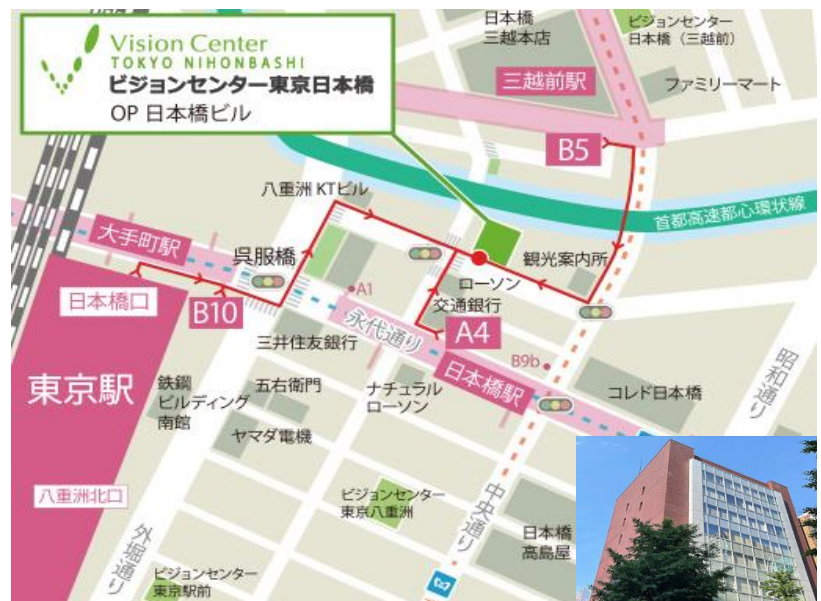 Vision Center
TOKYO NIHONBASHI
ビジョンセンター東京日本橋
OP 日本橋ビル
日本橋
三越本店
ビジョンセンター
日本橋（三越前）
三越前駅
ファミリーマート
B5
八重洲 KTビル
首都高速都心環状線
大手町駅
呉服橋
観光案内所
日本橋口
B10
A1
ローソン
交通銀行
A4
永代通り
三井住友銀行
B9b
日本橋駅
昭和通り
東京駅
鉄鋼
ビルディング
南館
五右衛門
ナチュラル
ローソン
コレド日本橋
ヤマダ電機
八重洲北口
ビジョンセンター
東京八重洲
中央通り
日本橋
高島屋
外堀通り
ビジョンセンター
東京駅前